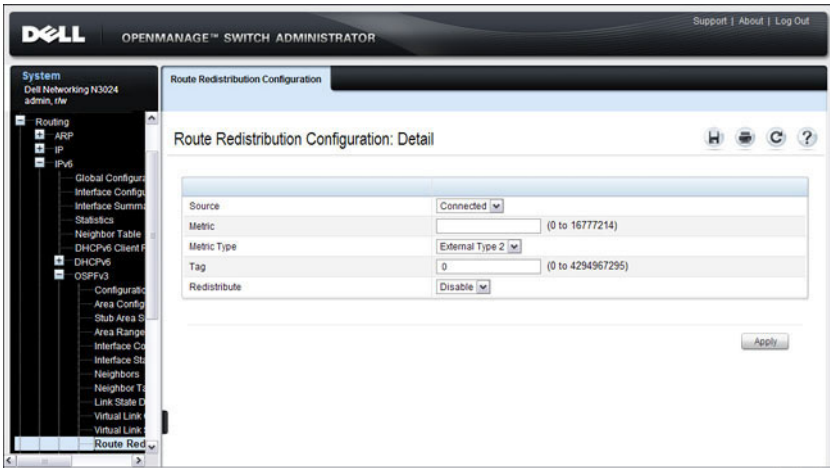 Support | About | Log Out
DELL
OPENMANAGE™ SWITCH ADMINISTRATOR
System
Dell Networking N3024
admin, r/w
Routing
ARP
IP
IPv6
Global Configura
Interface Configu
Interface Summa
Statistics
Neighbor Table
DHCPv6 Client P
DHCPv6
OSPFv3
Configuratio
Area Config
Stub Area S
Area Range
Interface Co
Interface Sta
Neighbors
Neighbor Ta
Link State D
Virtual Link
Virtual Link
Route Red
Route Redistribution Configuration
Route Redistribution Configuration: Detail
Source Connected
Metric (0 to 16777214)
Metric Type External Type 2
Tag 0 (0 to 4294967295)
Redistribute Disable
Apply